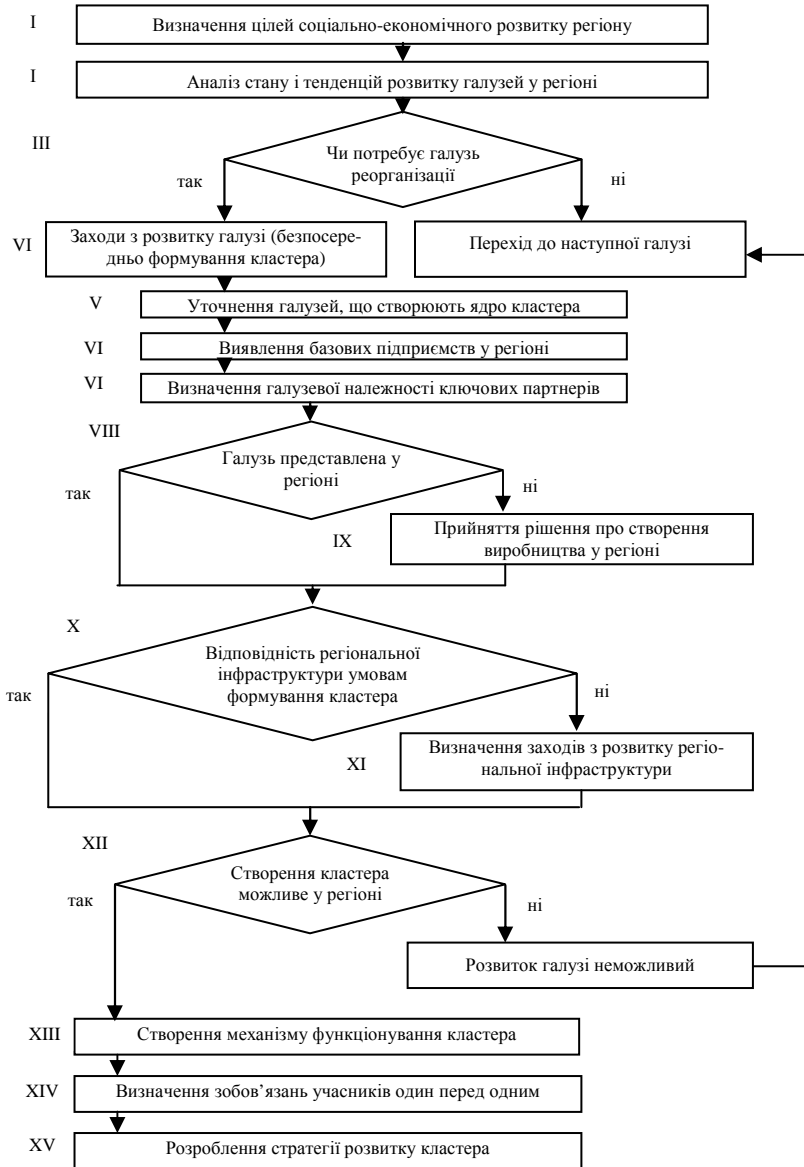 I
Визначення цілей соціально-економічного розвитку регіону
I
Аналіз стану і тенденцій розвитку галузей у регіоні
III
Чи потребує галузь
реорганізації
так
ні
VI
Заходи з розвитку галузі (безпосере-
дньо формування кластера)
Перехід до наступної галузі
V
Уточнення галузей, що створюють ядро кластера
VI
Виявлення базових підприємств у регіоні
VI
Визначення галузевої належності ключових партнерів
VIII
Галузь представлена у
регіоні
так
ні
IX
Прийняття рішення про створення
виробництва у регіоні
X
Відповідність регіональної
інфраструктури умовам
формування кластера
так
ні
XI
Визначення заходів з розвитку регіо-
нальної інфраструктури
XII
Створення кластера
можливе у регіоні
так
ні
Розвиток галузі неможливий
XIII
Створення механізму функціонування кластера
XIV
Визначення зобов’язань учасників один перед одним
XV
Розроблення стратегії розвитку кластера